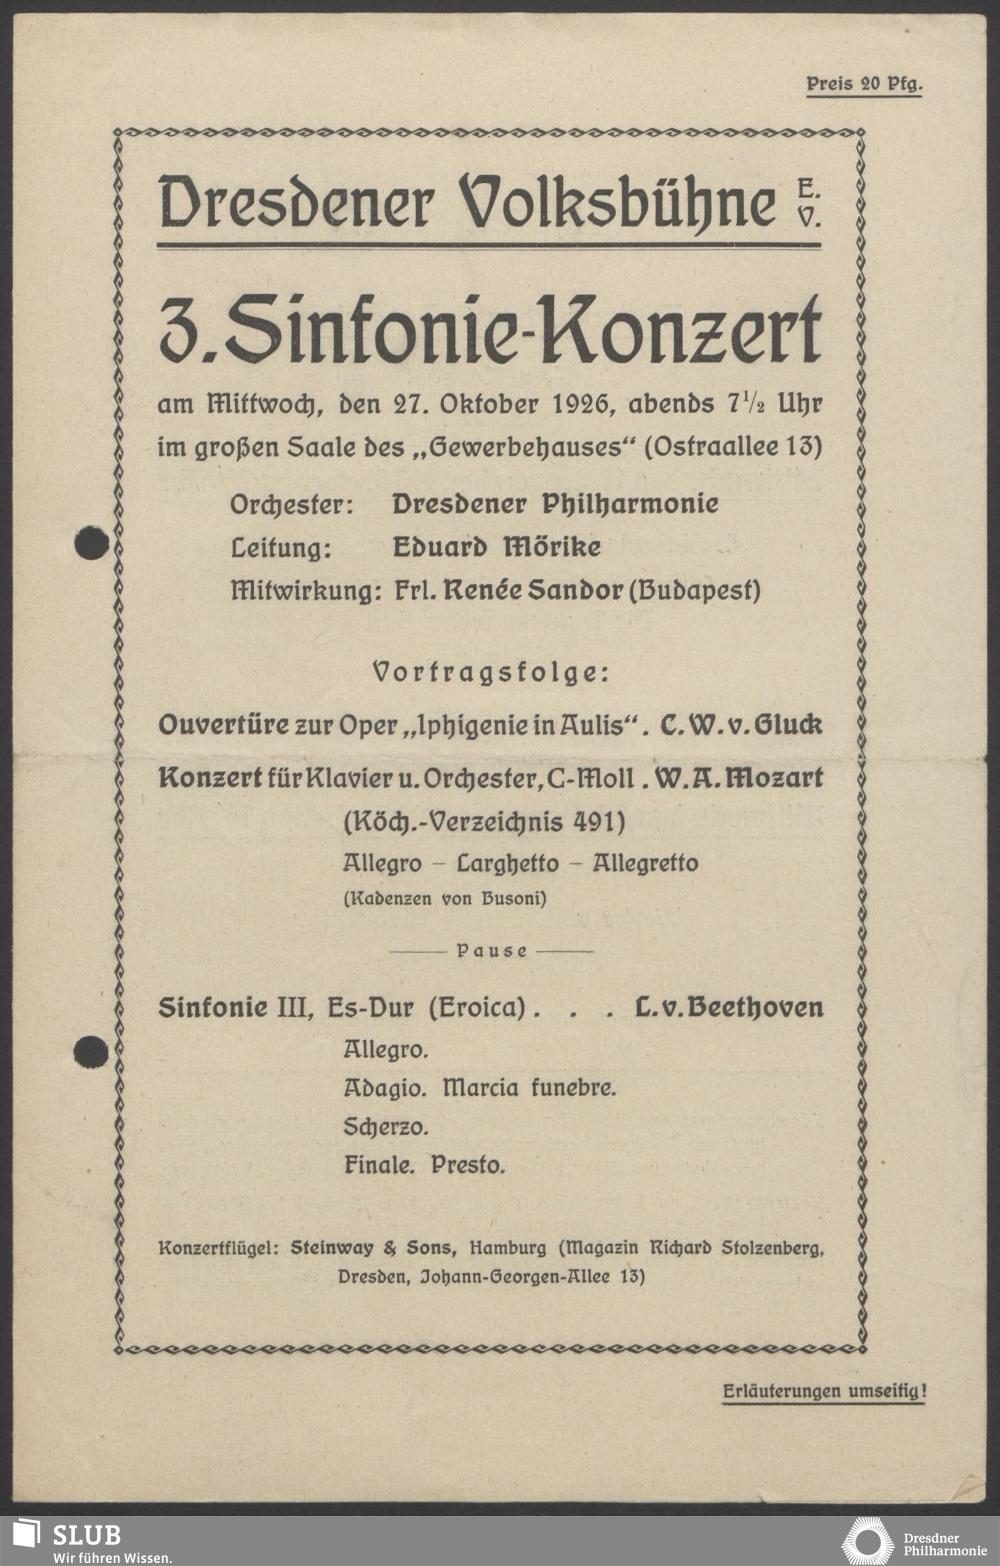 Preis 20 Pfg.
Dresdener Volksbühne E. V.
3. Sinfonie-Konzert
am Mittwoch, den 27. Oktober 1926, abends 7½ Uhr
im großen Saale des „Gewerbehauses“ (Ostraallee 13)
Orchester: Dresdener Philharmonie
Leitung: Eduard Mörike
Mitwirkung: Frl. Renée Sandor (Budapest)
Vortragsfolge:
Ouvertüre zur Oper „Iphigenie in Aulis“ . C. W. v. Gluck
Konzert für Klavier u. Orchester, C-Moll . W. A. Mozart
(Köch.-Verzeichnis 491)
Allegro – Larghetto – Allegretto
(Kadenzen von Busoni)
Pause
Sinfonie III, Es-Dur (Eroica) . . . L. v. Beethoven
Allegro.
Adagio. Marcia funebre.
Scherzo.
Finale. Presto.
Konzertflügel: Steinway & Sons, Hamburg (Magazin Richard Stolzenberg,
Dresden, Johann-Georgen-Allee 13)
Erläuterungen umseitig!
SLUB
Wir führen Wissen.
Dresdner
Philharmonie